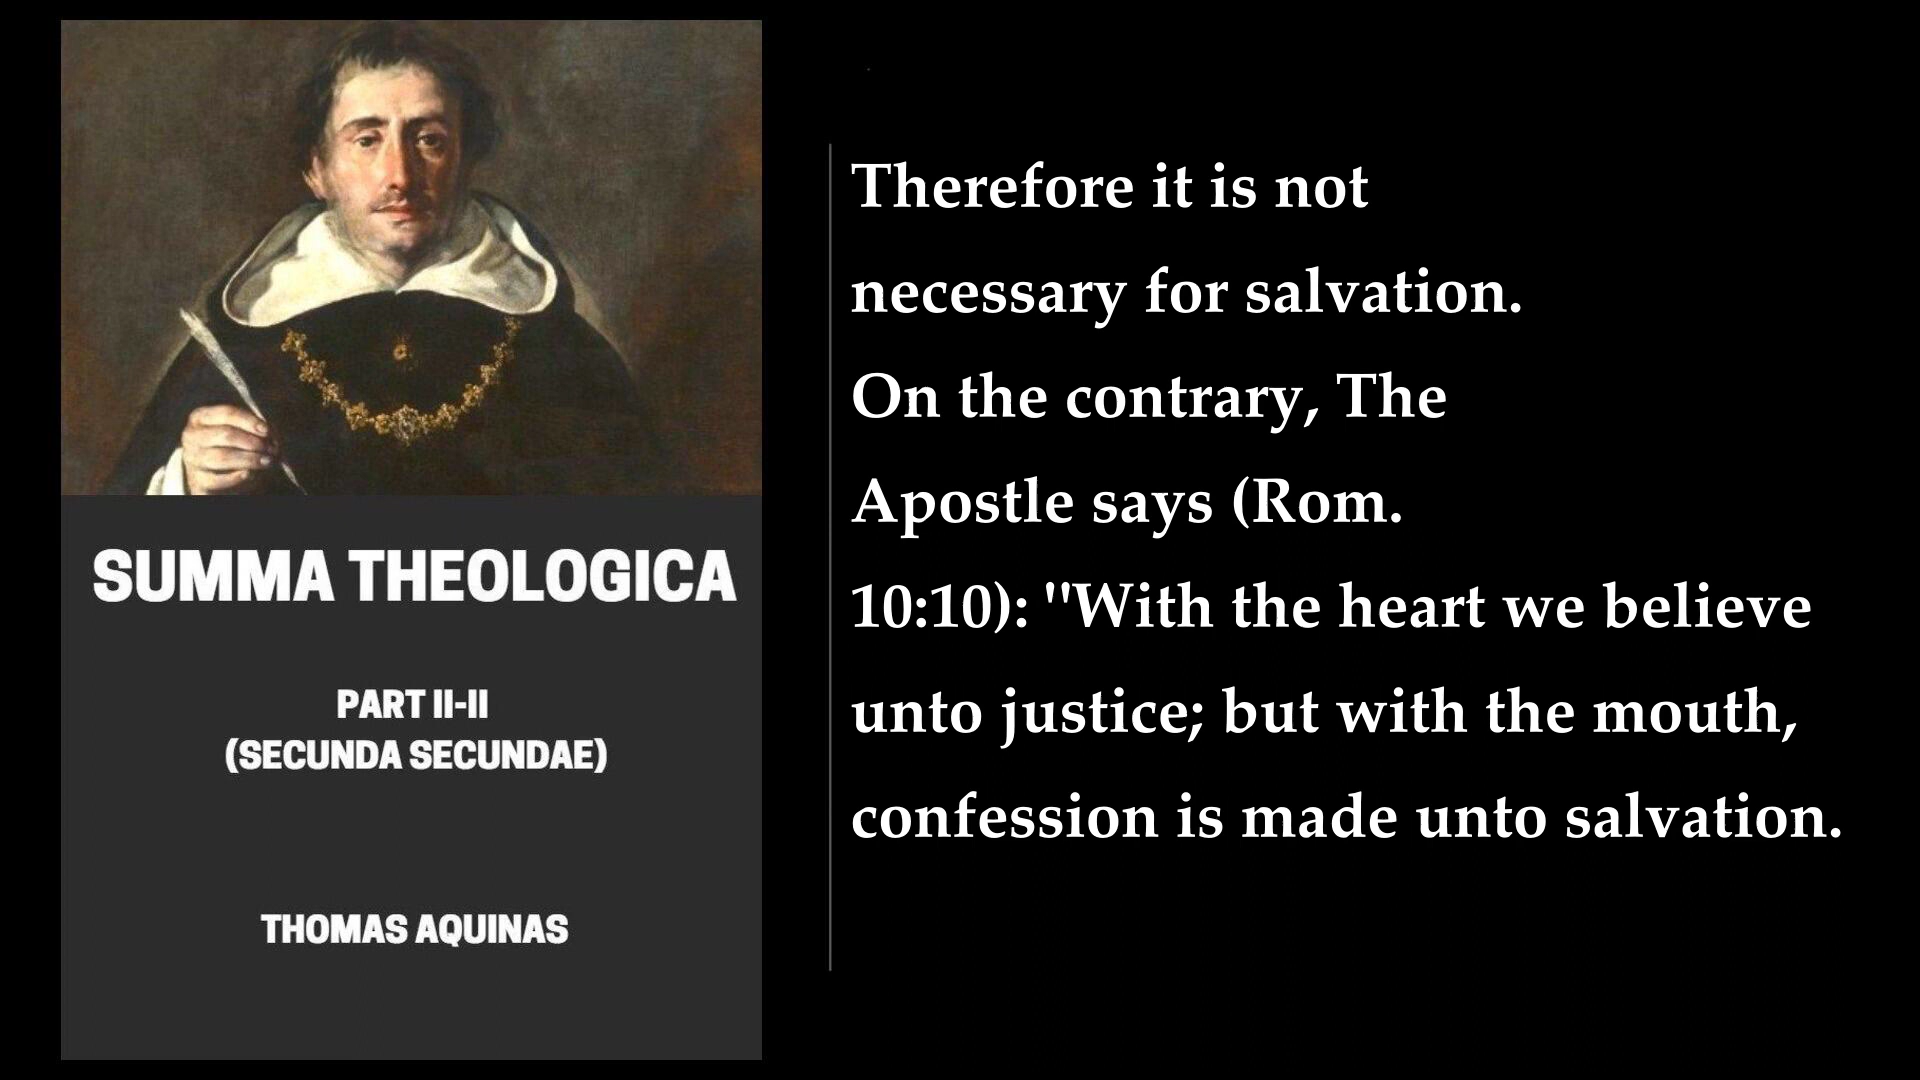 SUMMA THEOLOGICA
PART II-II
(SECUNDA SECUNDAE)
THOMAS AQUINAS
Therefore it is not
necessary for salvation.
On the contrary, The
Apostle says (Rom.
10:10): "With the heart we believe
unto justice; but with the mouth,
confession is made unto salvation.